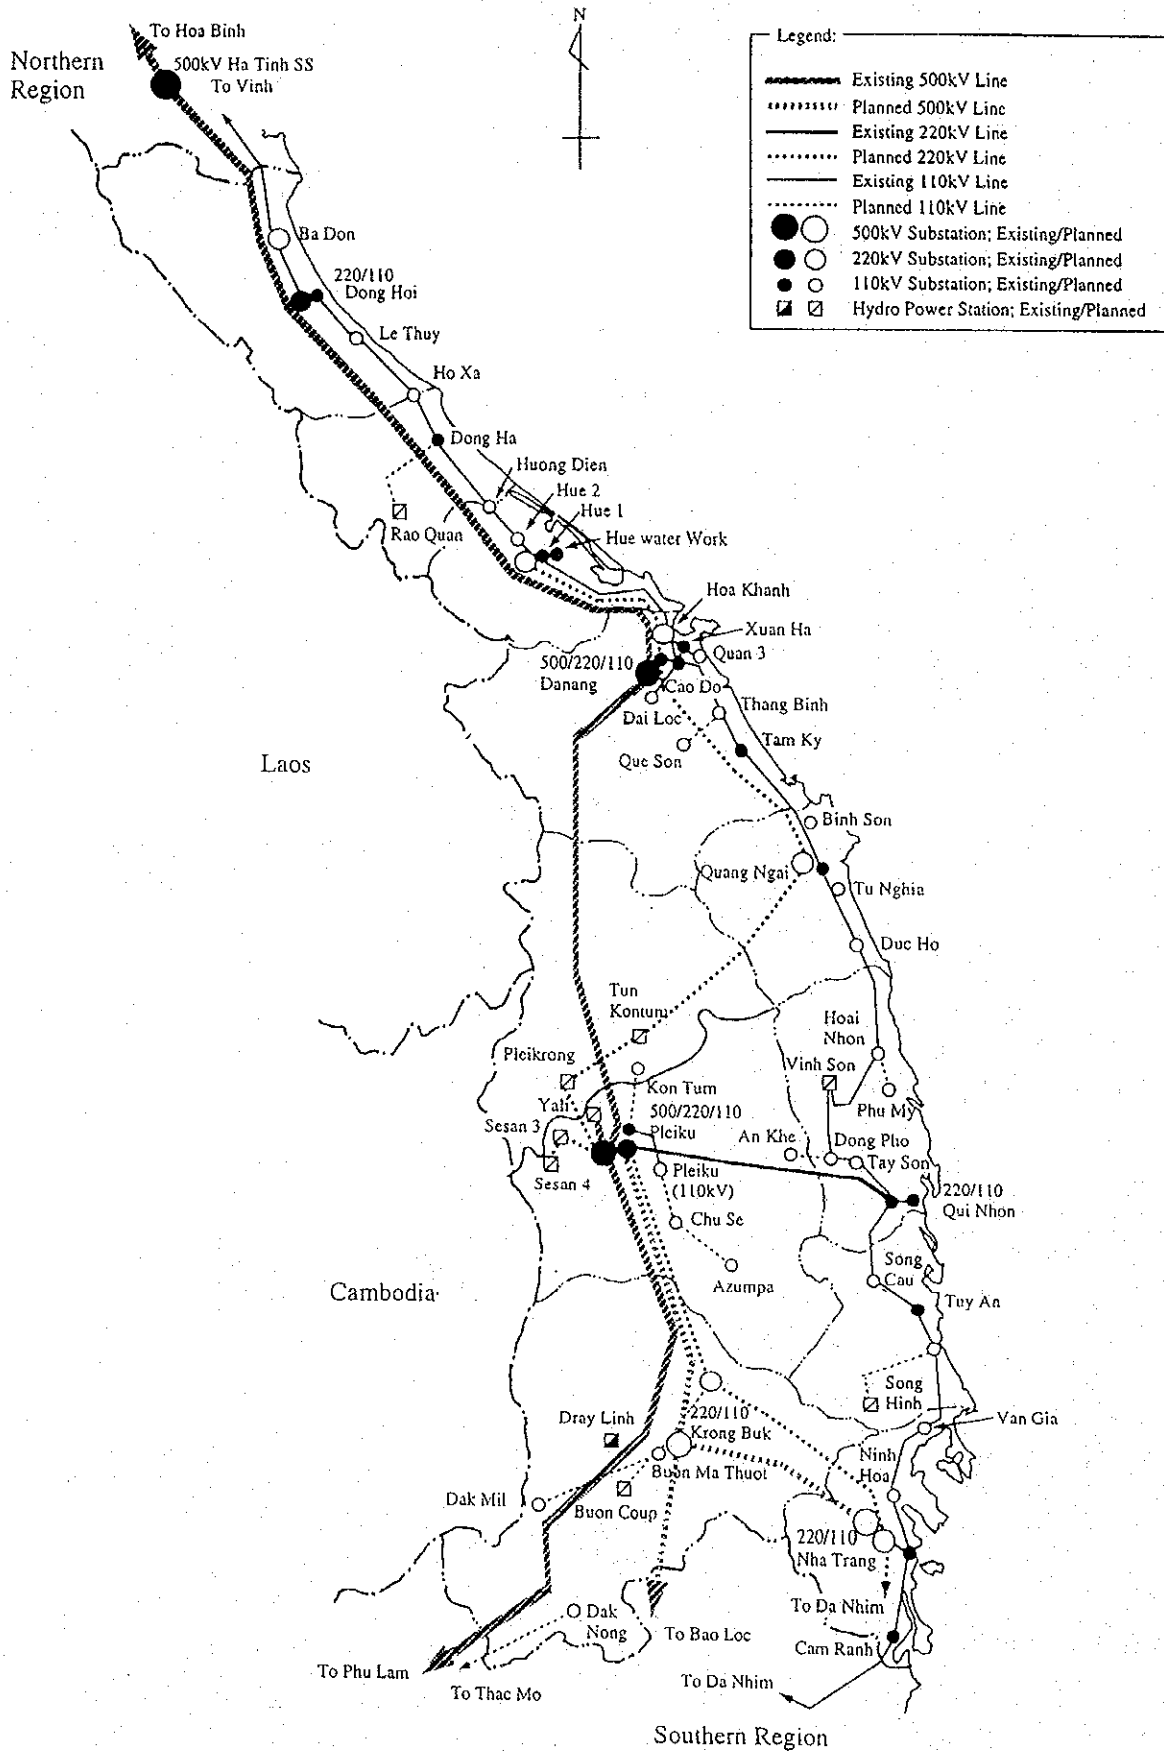 N
Legend:
Existing 500kV Line
Planned 500kV Line
Existing 220kV Line
Planned 220kV Line
Existing 110kV Line
Planned 110kV Line
500kV Substation; Existing/Planned
220kV Substation; Existing/Planned
110kV Substation; Existing/Planned
Hydro Power Station; Existing/Planned
To Hoa Binh
Northern
Region
500kV Ha Tinh SS
To Vinh
Ba Don
220/110
Dong Hoi
Le Thuy
Ho Xa
Dong Ha
Huong Dien
Hue 2
Hue 1
Rao Quan
Hue water Work
Hoa Khanh
Xuan Ha
Quan 3
500/220/110
Danang
Cao Do
Dai Loc
Thang Binh
Que Son
Tam Ky
Laos
Binh Son
Quang Ngai
Tu Nghia
Duc Ho
Tun
Kontum
Hoai
Nhon
Pleikrong
Vinh Son
Kon Tum
Yali
Phu My
500/220/110
Pleiku
Sesan 3
An Khe
Dong Pho
Tay Son
Sesan 4
Pleiku
(110kV)
220/110
Qui Nhon
Chu Se
Song
Cau
Azumpa
Cambodia
Tuy An
Song
Hinh
Dray Linh
220/110
Krong Buk
Van Gia
Ninh
Hoa
Buon Ma Thuot
Dak Mil
Buon Coup
220/110
Nha Trang
To Da Nhim
Dak
Nong
To Bao Loc
Cam Ranh
To Phu Lam
To Thac Mo
To Da Nhim
Southern Region